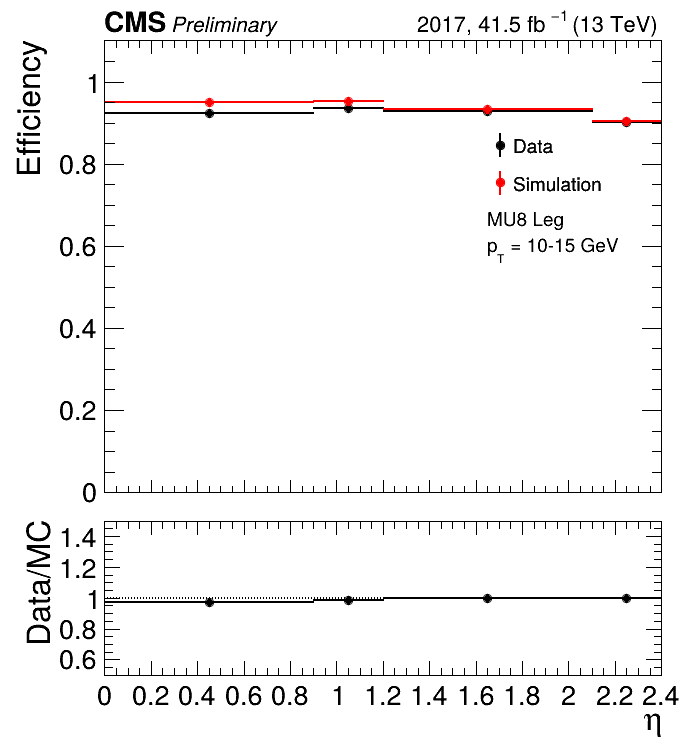 CMS Preliminary 2017, 41.5 fb⁻¹ (13 TeV)
Efficiency
1
0.8
0.6
0.4
0.2
0
Data
Simulation
MU8 Leg
p_T = 10-15 GeV
Data/MC
1.4
1.2
1
0.8
0.6
0 0.2 0.4 0.6 0.8 1 1.2 1.4 1.6 1.8 2 2.2 2.4
η